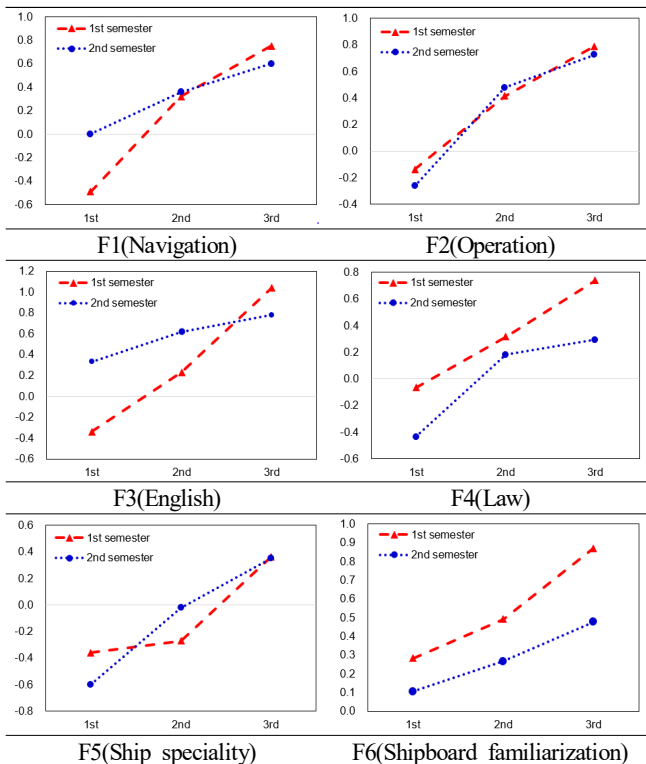 1.0
0.8
0.6
0.4
0.2
0.0
-0.2
-0.4
-0.6
1st semester
2nd semester
1st 2nd 3rd
F1(Navigation)
1.0
0.8
0.6
0.4
0.2
0.0
-0.2
-0.4
1st semester
2nd semester
1st 2nd 3rd
F2(Operation)
1.2
1.0
0.8
0.6
0.4
0.2
0.0
-0.2
-0.4
-0.6
1st semester
2nd semester
1st 2nd 3rd
F3(English)
0.8
0.6
0.4
0.2
0.0
-0.2
-0.4
-0.6
1st semester
2nd semester
1st 2nd 3rd
F4(Law)
0.6
0.4
0.2
0.0
-0.2
-0.4
-0.6
-0.8
1st semester
2nd semester
1st 2nd 3rd
F5(Ship speciality)
1.0
0.9
0.8
0.7
0.6
0.5
0.4
0.3
0.2
0.1
0.0
1st semester
2nd semester
1st 2nd 3rd
F6(Shipboard familiarization)